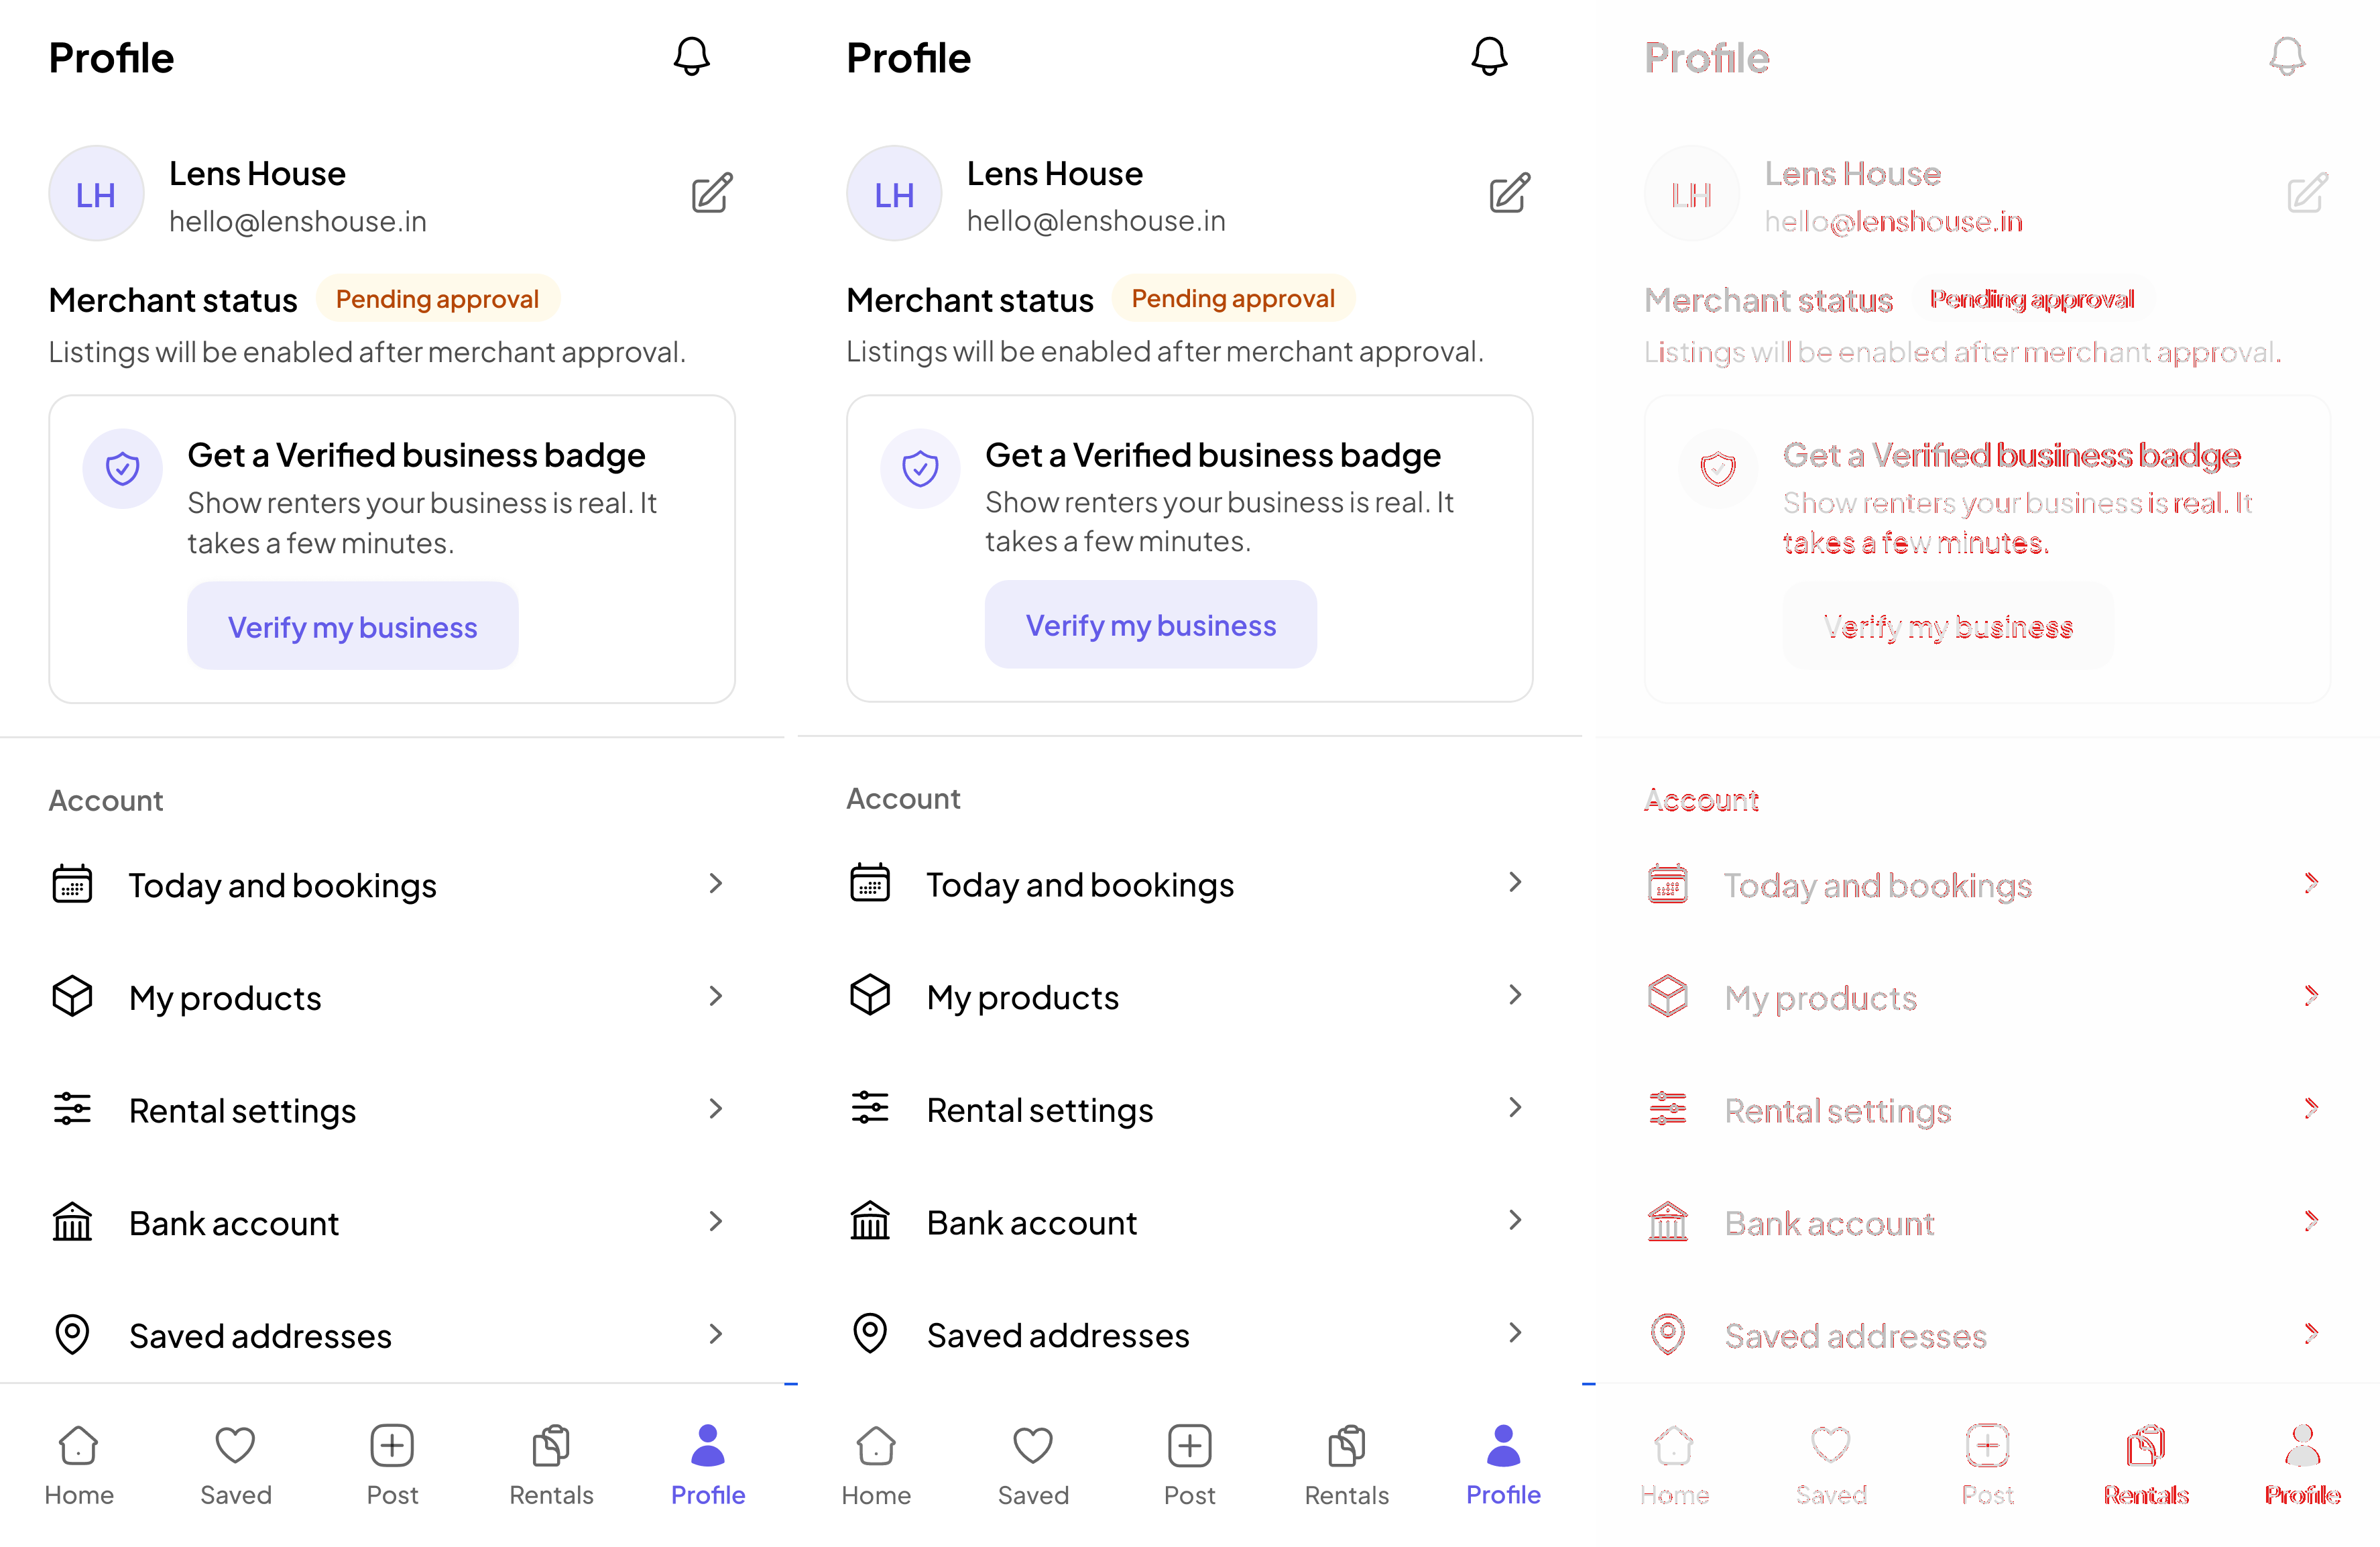 Profile
LH
Lens House
hello@lenshouse.in
Merchant status
Pending approval
Listings will be enabled after merchant approval.
Get a Verified business badge
Show renters your business is real. It
takes a few minutes.
Verify my business
Account
Today and bookings
My products
Rental settings
Bank account
Saved addresses
Home
Saved
Post
Rentals
Profile
Profile
LH
Lens House
hello@lenshouse.in
Merchant status
Pending approval
Listings will be enabled after merchant approval.
Get a Verified business badge
Show renters your business is real. It
takes a few minutes.
Verify my business
Account
Today and bookings
My products
Rental settings
Bank account
Saved addresses
Home
Saved
Post
Rentals
Profile
Profile
LH
Lens House
hello@lenshouse.in
Merchant status
Pending approval
Listings will be enabled after merchant approval.
Get a Verified business badge
Show renters your business is real. It
takes a few minutes.
Verify my business
Account
Today and bookings
My products
Rental settings
Bank account
Saved addresses
Home
Saved
Post
Rentals
Profile